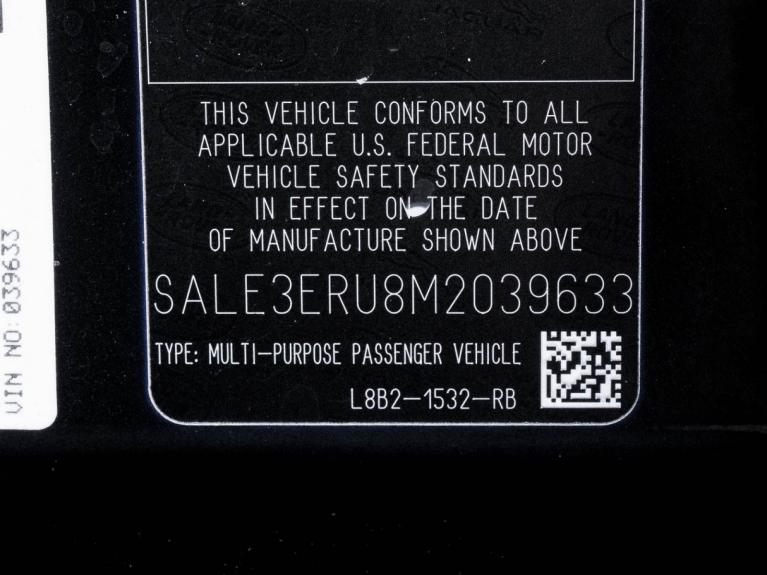 THIS VEHICLE CONFORMS TO ALL
APPLICABLE U.S. FEDERAL MOTOR
VEHICLE SAFETY STANDARDS
IN EFFECT ON THE DATE
OF MANUFACTURE SHOWN ABOVE
SALE3ERU8M2039633
TYPE: MULTI-PURPOSE PASSENGER VEHICLE
L8B2-1532-RB
VIN NO:039633